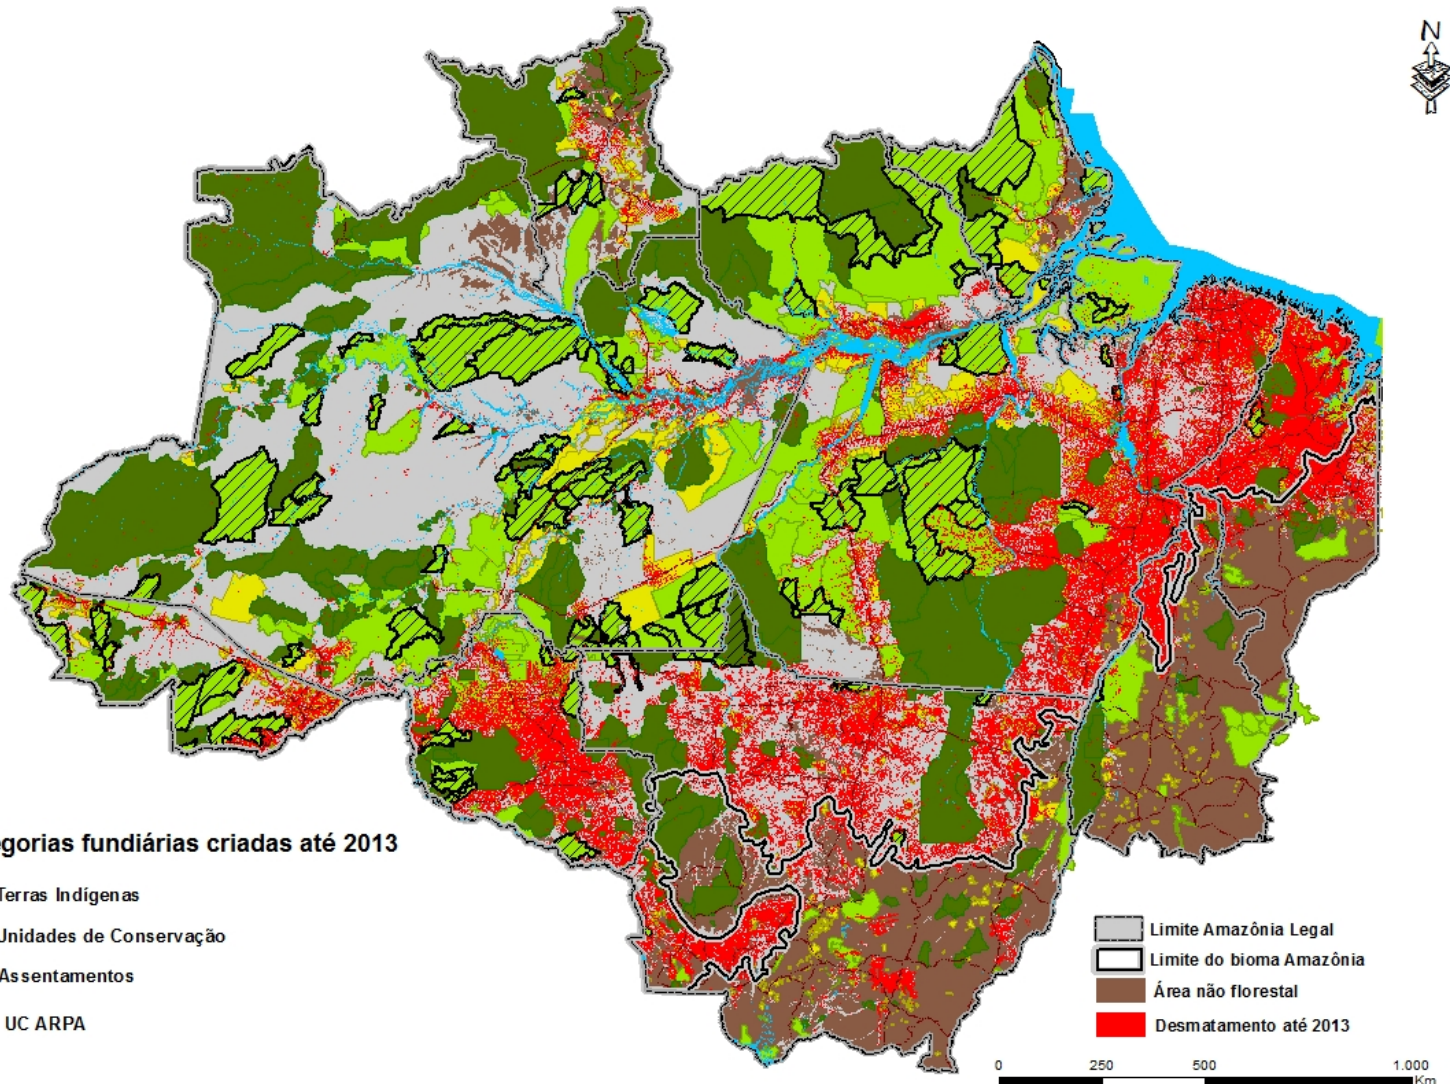 N
gorias fundiárias criadas até 2013
Terras Indígenas
Unidades de Conservação
Assentamentos
UC ARPA
Limite Amazônia Legal
Limite do bioma Amazônia
Área não florestal
Desmatamento até 2013
0 250 500 1.000
Km